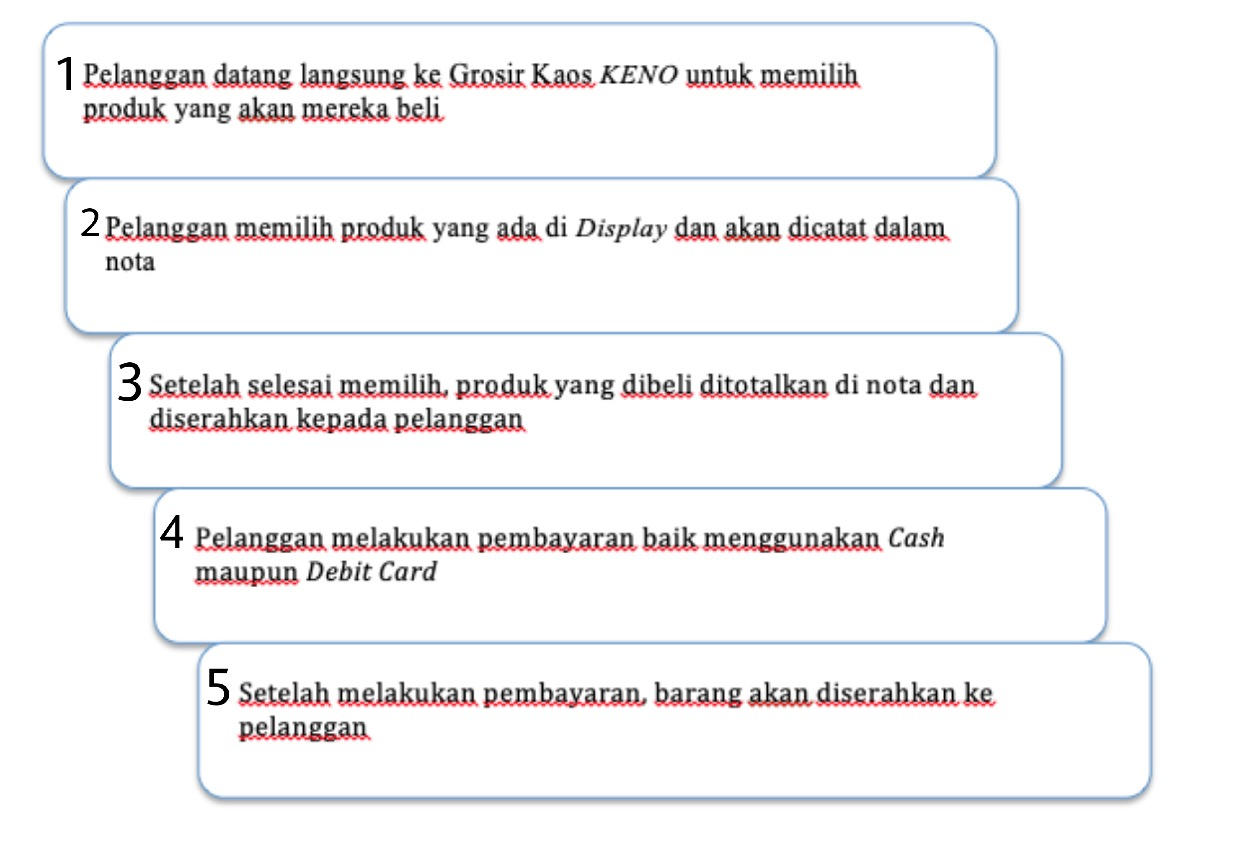 1 Pelanggan datang langsung ke Grosir Kaos KENO untuk memilih
produk yang akan mereka beli
2 Pelanggan memilih produk yang ada di Display dan akan dicatat dalam
nota
3 Setelah selesai memilih, produk yang dibeli ditotalkan di nota dan
diserahkan kepada pelanggan
4 Pelanggan melakukan pembayaran baik menggunakan Cash
maupun Debit Card
5 Setelah melakukan pembayaran, barang akan diserahkan ke
pelanggan